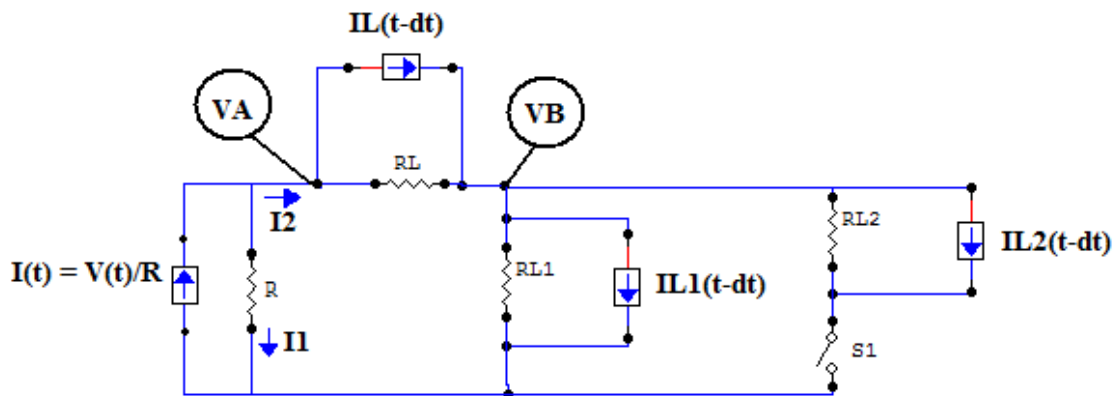 IL(t-dt)
VA
VB
RL
I2
RL2
I(t) = V(t)/R
R
RL1
IL1(t-dt)
IL2(t-dt)
I1
S1